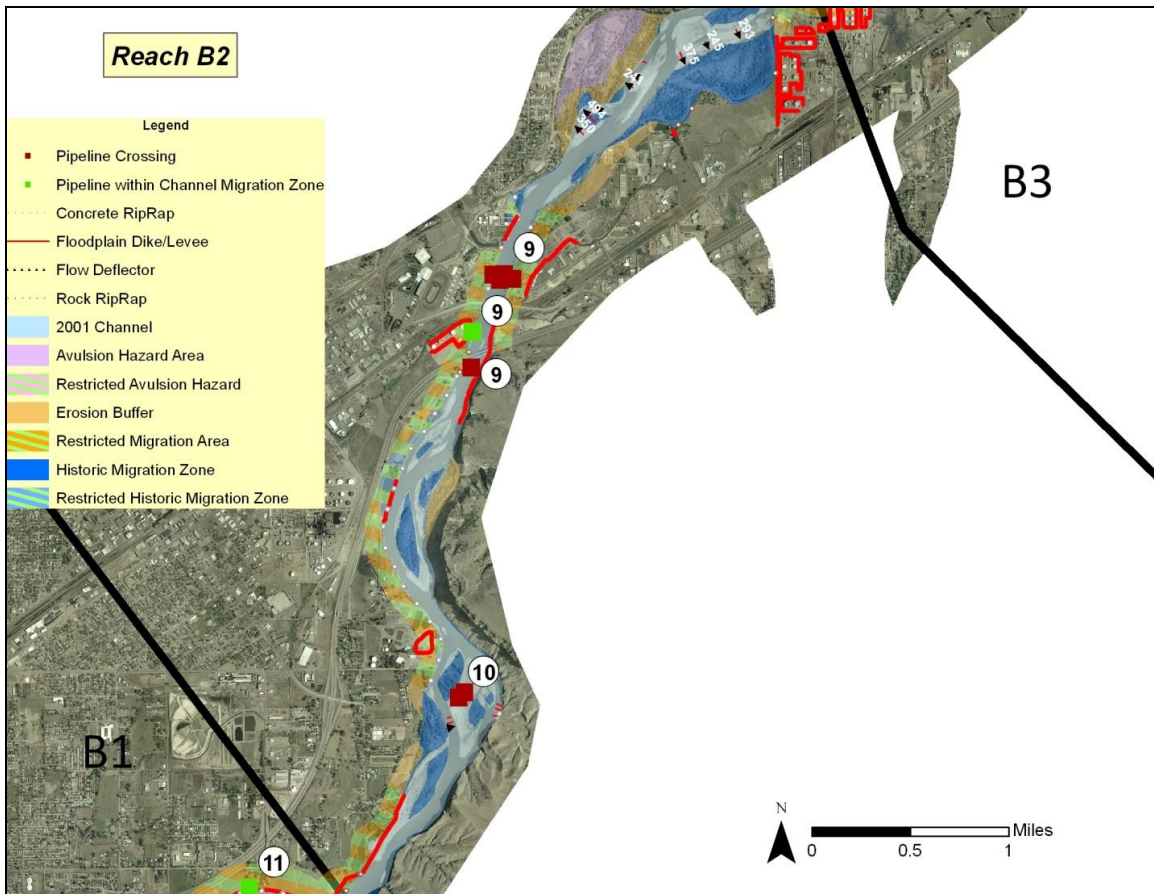 Reach B2
Legend
Pipeline Crossing
Pipeline within Channel Migration Zone
Concrete RipRap
Floodplain Dike/Levee
Flow Deflector
Rock RipRap
2001 Channel
Avulsion Hazard Area
Restricted Avulsion Hazard
Erosion Buffer
Restricted Migration Area
Historic Migration Zone
Restricted Historic Migration Zone
293
245
375
350
B3
9
9
9
10
B1
11
N
Miles
0 0.5 1